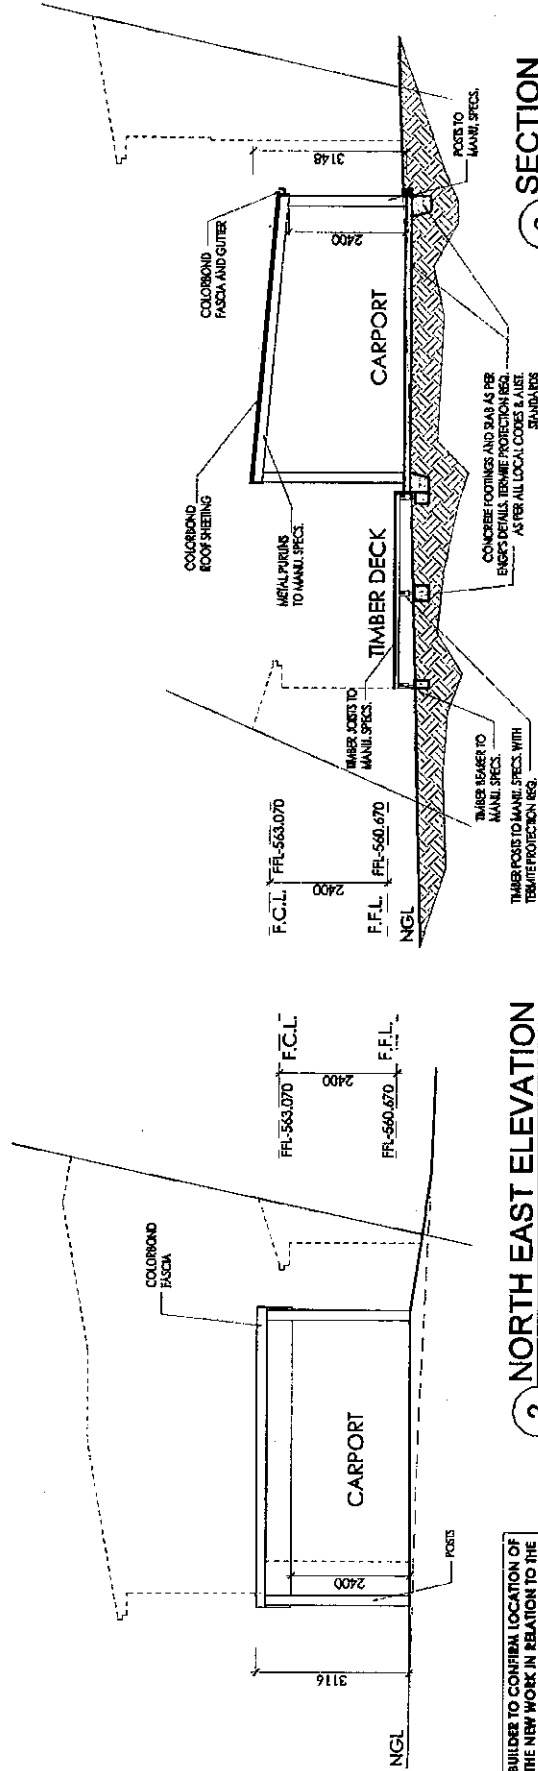 COLORBOND
FASCIA
FFL-563.070
F.C.L.
2400
FFL-560.670
F.F.L.
CARPORT
2400
3116
POSTS
NGL
2 NORTH EAST ELEVATION
BUILDER TO CONFIRM LOCATION OF
THE NEW WORK IN RELATION TO THE
COLORBOND
ROOF SHEETING
COLORBOND
FASCIA AND GUTTER
METAL PURLINS
TO MANU. SPECS.
3148
2400
CARPORT
TIMBER DECK
TIMBER JOISTS TO
MANU. SPECS.
F.C.L.
FFL-563.070
2400
F.F.L.
FFL-560.670
NGL
POSTS TO
MANU. SPECS.
TIMBER BEARER TO
MANU. SPECS.
TIMBER POSTS TO MANU. SPECS. WITH
TERMITE PROTECTION REQ.
CONCRETE FOOTINGS AND SLAB AS PER
ENGR'S DETAILS. TERMITE PROTECTION REQ.
AS PER ALL LOCAL CODES & AUST.
STANDARDS
SECTION